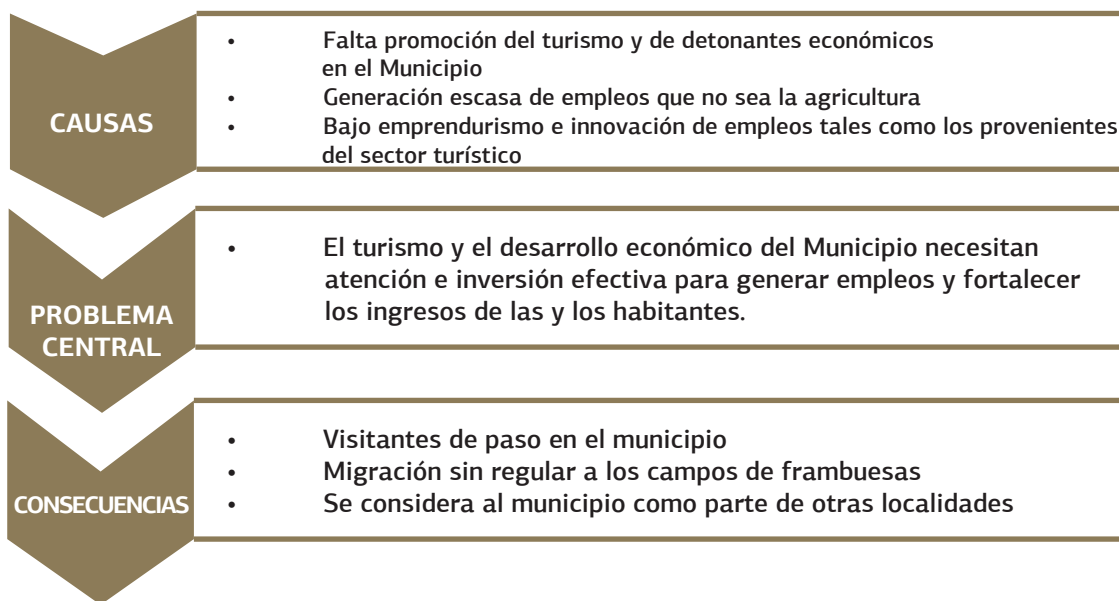 CAUSAS
• Falta promoción del turismo y de detonantes económicos
en el Municipio
• Generación escasa de empleos que no sea la agricultura
• Bajo emprendurismo e innovación de empleos tales como los provenientes
del sector turístico
PROBLEMA
CENTRAL
• El turismo y el desarrollo económico del Municipio necesitan
atención e inversión efectiva para generar empleos y fortalecer
los ingresos de las y los habitantes.
CONSECUENCIAS
• Visitantes de paso en el municipio
• Migración sin regular a los campos de frambuesas
• Se considera al municipio como parte de otras localidades